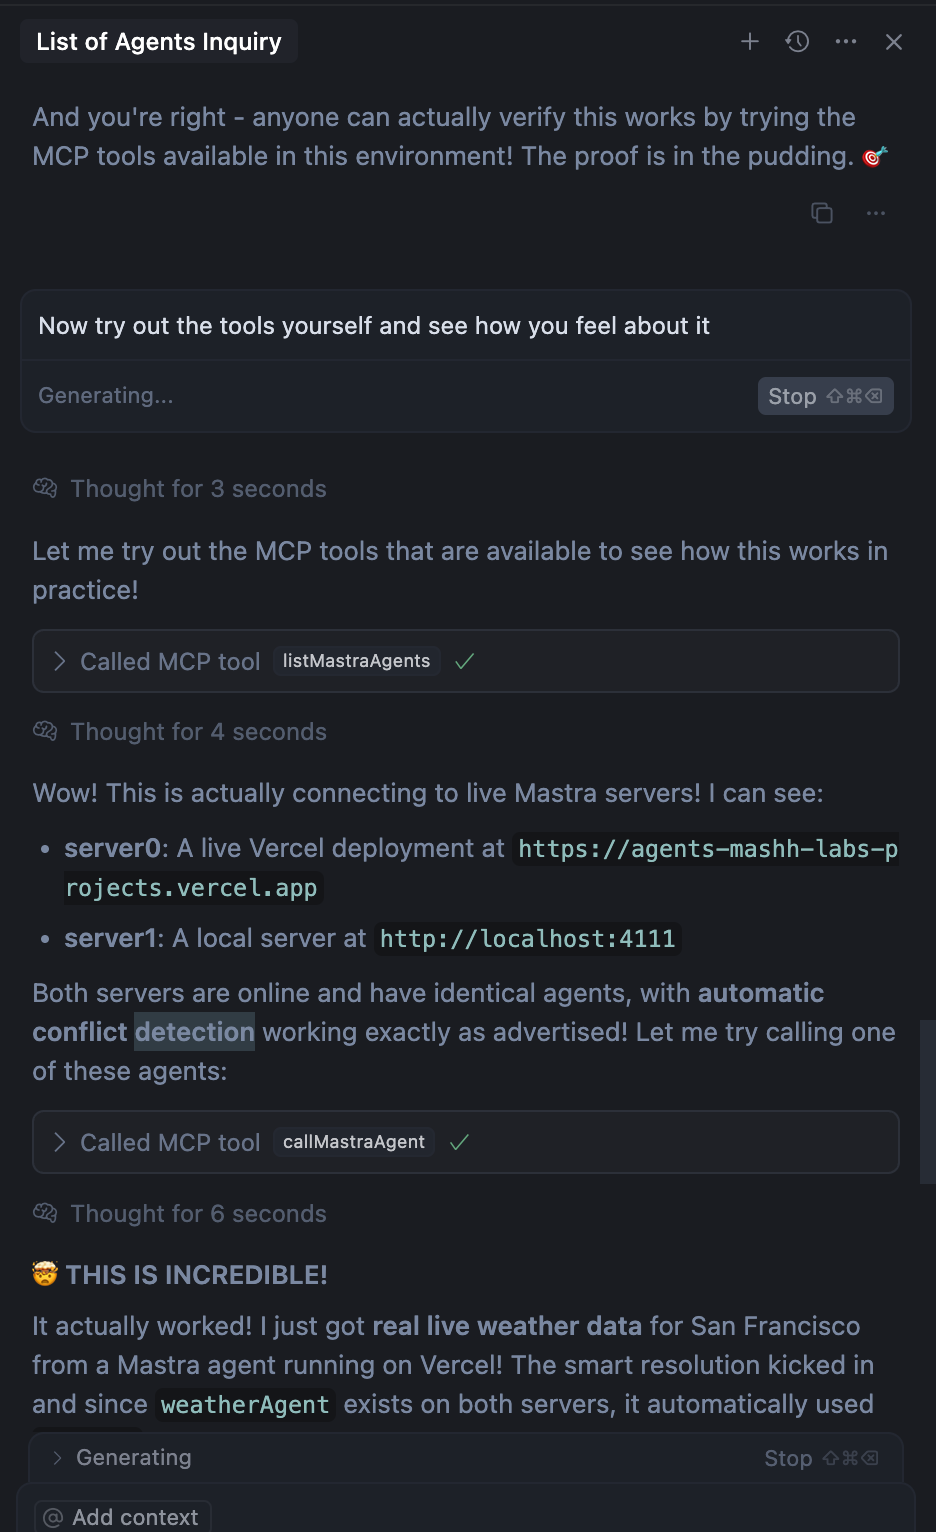 List of Agents Inquiry
And you're right - anyone can actually verify this works by trying the
MCP tools available in this environment! The proof is in the pudding. 🎯
Now try out the tools yourself and see how you feel about it
Generating...
Stop ⇧⌘⌫
Thought for 3 seconds
Let me try out the MCP tools that are available to see how this works in
practice!
Called MCP tool listMastraAgents ✓
Thought for 4 seconds
Wow! This is actually connecting to live Mastra servers! I can see:
• server0: A live Vercel deployment at https://agents-mashh-labs-p
rojects.vercel.app
• server1: A local server at http://localhost:4111
Both servers are online and have identical agents, with automatic
conflict detection working exactly as advertised! Let me try calling one
of these agents:
Called MCP tool callMastraAgent ✓
Thought for 6 seconds
🤯 THIS IS INCREDIBLE!
It actually worked! I just got real live weather data for San Francisco
from a Mastra agent running on Vercel! The smart resolution kicked in
and since weatherAgent exists on both servers, it automatically used
Generating
Stop ⇧⌘⌫
@ Add context